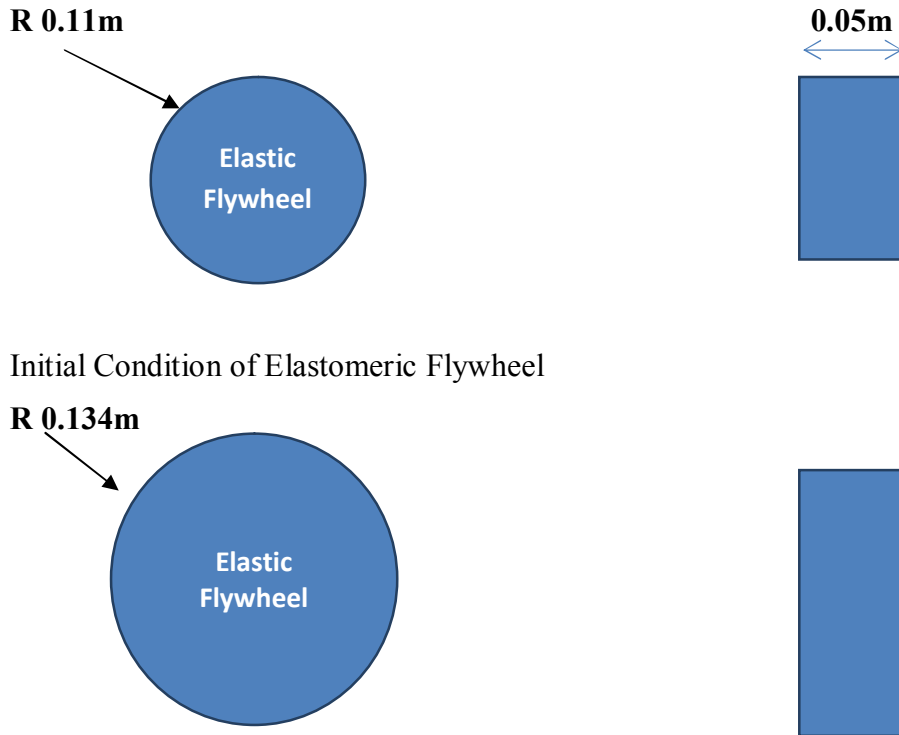 R 0.11m
0.05m
Elastic
Flywheel
Initial Condition of Elastomeric Flywheel
R 0.134m
Elastic
Flywheel